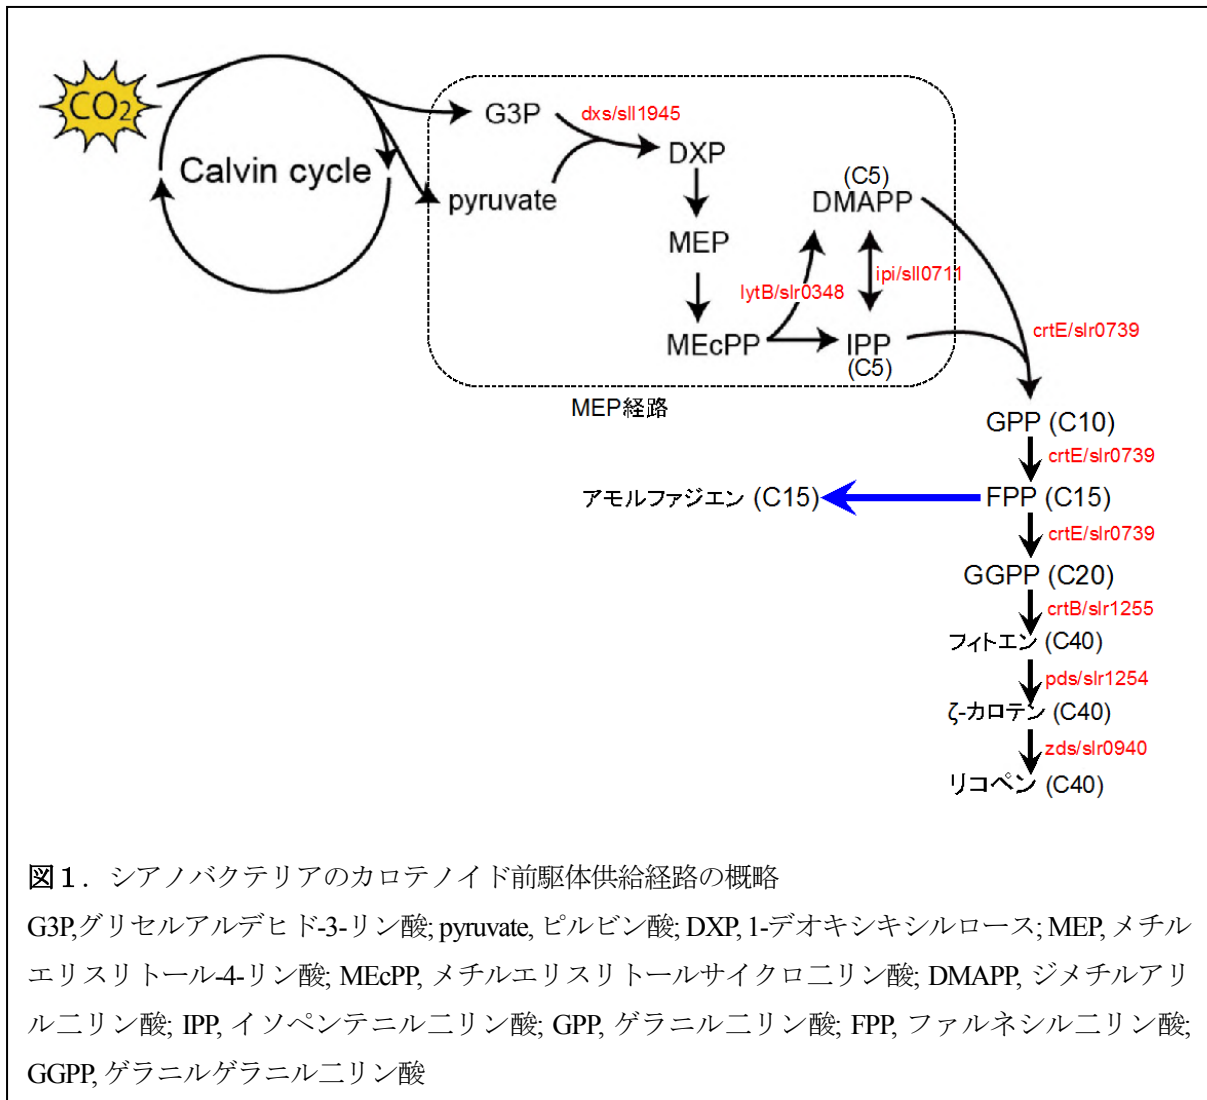 CO2
Calvin cycle
G3P
dxs/sll1945
pyruvate
DXP
MEP
MEcPP
(C5)
DMAPP
lytB/slr0348
ipi/sll0711
IPP
(C5)
MEP経路
crtE/slr0739
GPP (C10)
crtE/slr0739
アモルファジエン (C15)
FPP (C15)
crtE/slr0739
GGPP (C20)
crtB/slr1255
フィトエン (C40)
pds/slr1254
ζ-カロテン (C40)
zds/slr0940
リコペン (C40)
図1. シアノバクテリアのカロテノイド前駆体供給経路の概略
G3P,グリセルアルデヒド-3-リン酸; pyruvate, ピルビン酸; DXP, 1-デオキシキシルロース; MEP, メチル
エリスリトール-4-リン酸; MEcPP, メチルエリスリトールサイクロ二リン酸; DMAPP, ジメチルアリ
ル二リン酸; IPP, イソペンテニル二リン酸; GPP, ゲラニル二リン酸; FPP, ファルネシル二リン酸;
GGPP, ゲラニルゲラニル二リン酸